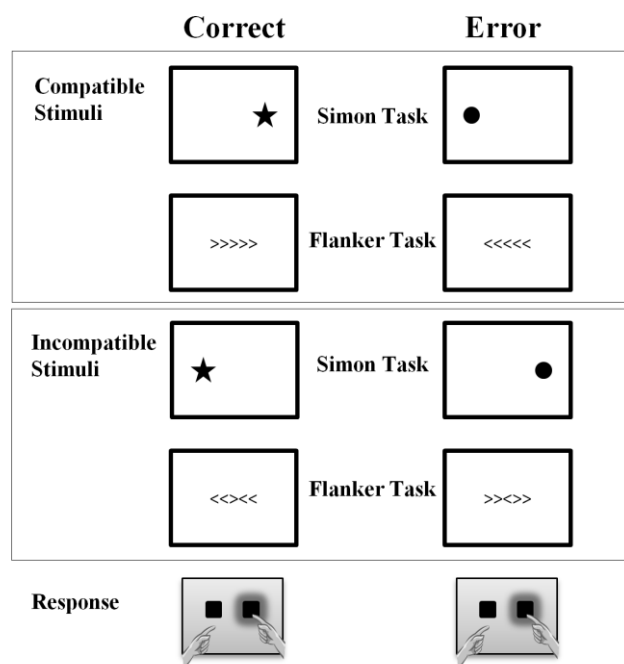 Correct Error
Compatible
Stimuli
Simon Task
>>>>> Flanker Task <<<<<
Incompatible
Stimuli
Simon Task
<<><< Flanker Task >><>>
Response